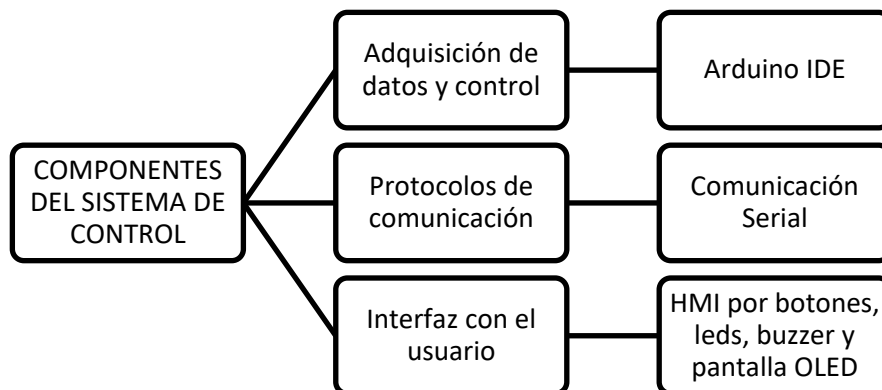 COMPONENTES
DEL SISTEMA DE
CONTROL
Adquisición de
datos y control
Arduino IDE
Protocolos de
comunicación
Comunicación
Serial
Interfaz con el
usuario
HMI por botones,
leds, buzzer y
pantalla OLED